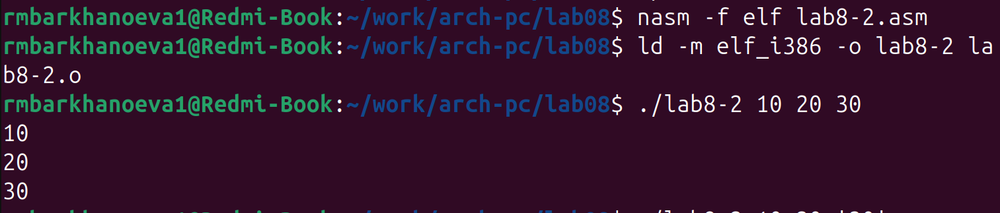 rmbarkhanoeva1@Redmi-Book:~/work/arch-pc/lab08$ nasm -f elf lab8-2.asm
rmbarkhanoeva1@Redmi-Book:~/work/arch-pc/lab08$ ld -m elf_i386 -o lab8-2 la
b8-2.o
rmbarkhanoeva1@Redmi-Book:~/work/arch-pc/lab08$ ./lab8-2 10 20 30
10
20
30